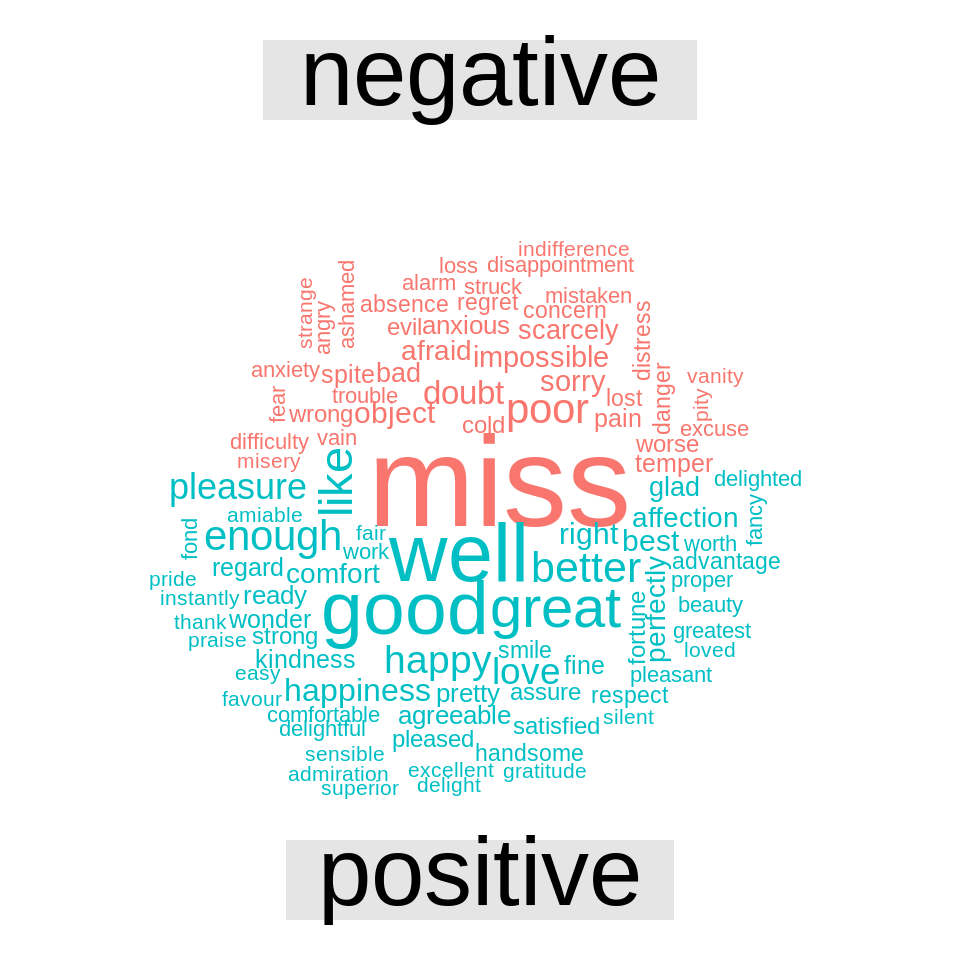 negative
indifference
loss disappointment
alarm struck
strange angry ashamed absence regret mistaken
concern
evil anxious scarcely distress
afraid impossible
anxiety spite bad sorry vanity
fear trouble doubt lost danger pity
wrong object cold poor pain excuse
difficulty vain worse
misery miss temper
like
pleasure glad delighted
amiable affection fancy
fond enough fair well right best worth
work
regard comfort better advantage
pride proper
instantly ready good great fortune perfectly beauty
thank wonder
praise strong greatest
kindness happy smile loved
easy love fine pleasant
favour happiness pretty assure respect
comfortable agreeable silent
delightful satisfied
pleased
sensible handsome
admiration excellent gratitude
superior delight
positive